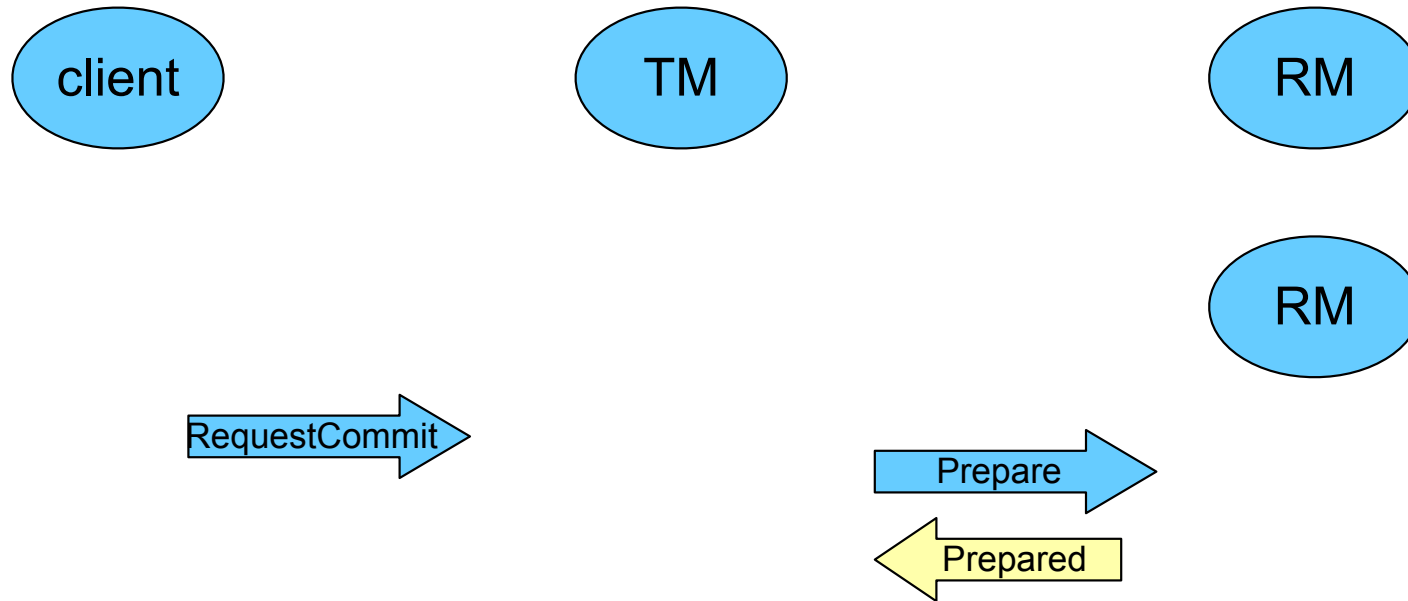 client
TM
RM
RM
RequestCommit
Prepare
Prepared